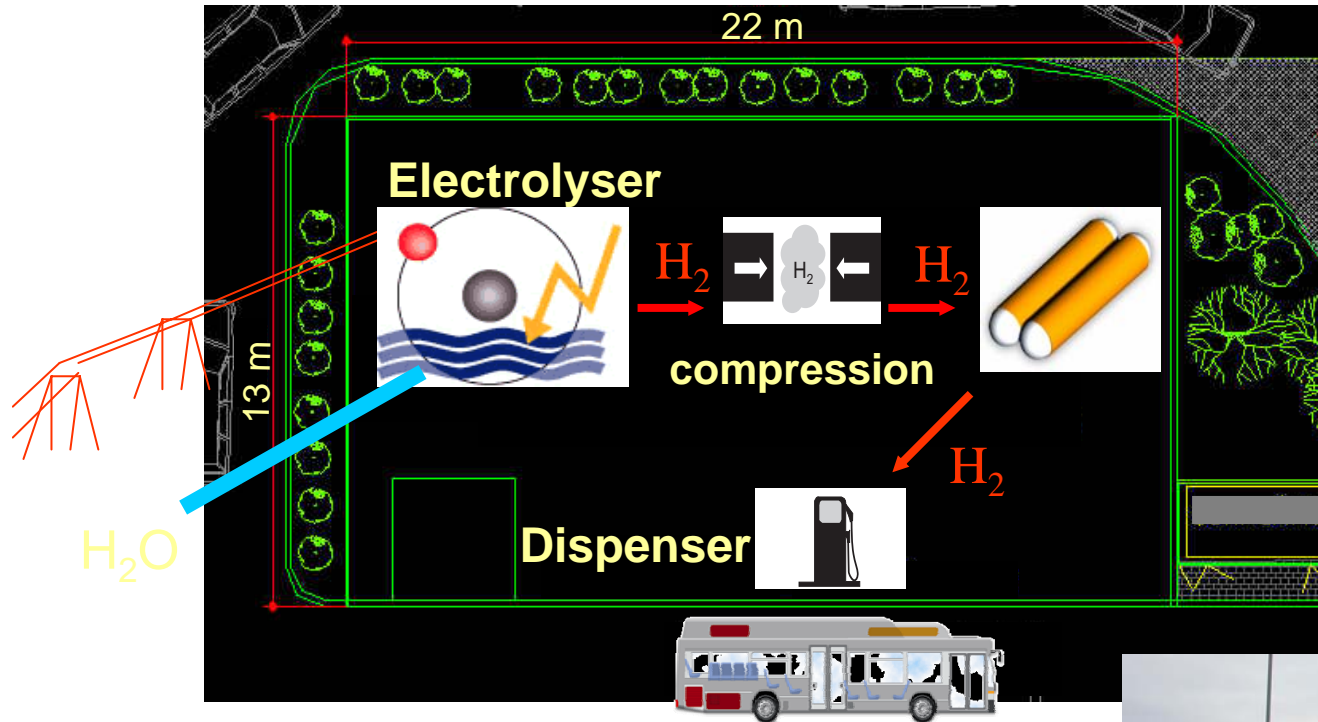 22 m
Electrolyser
H₂
H₂
H₂
compression
13 m
H₂
H₂O
Dispenser